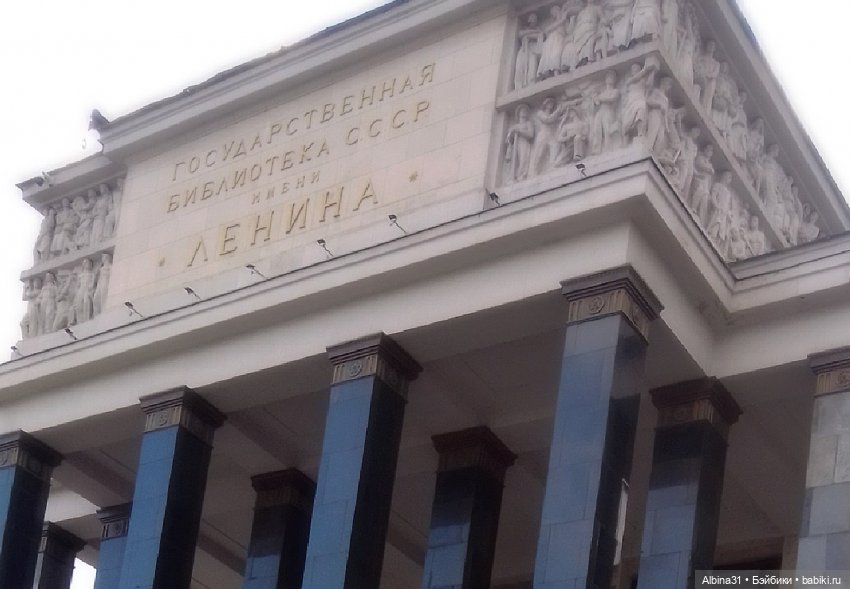 ГОСУДАРСТВЕННАЯ
БИБЛИОТЕКА СССР
ИМЕНИ
* ЛЕНИНА *
Albina31 • Бэйбики • babiki.ru